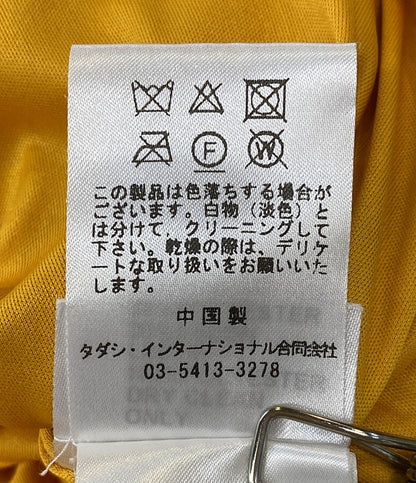 F
W
この製品は色落ちする場合が
ございます。白物（淡色）と
は分けて、クリーニングして
下さい。乾燥の際は、デリケ
ートな取り扱いをお願いいた
します。
中国製
タダシ・インターナショナル合同会社
03-5413-3278
DRY CLEAN
ONLY